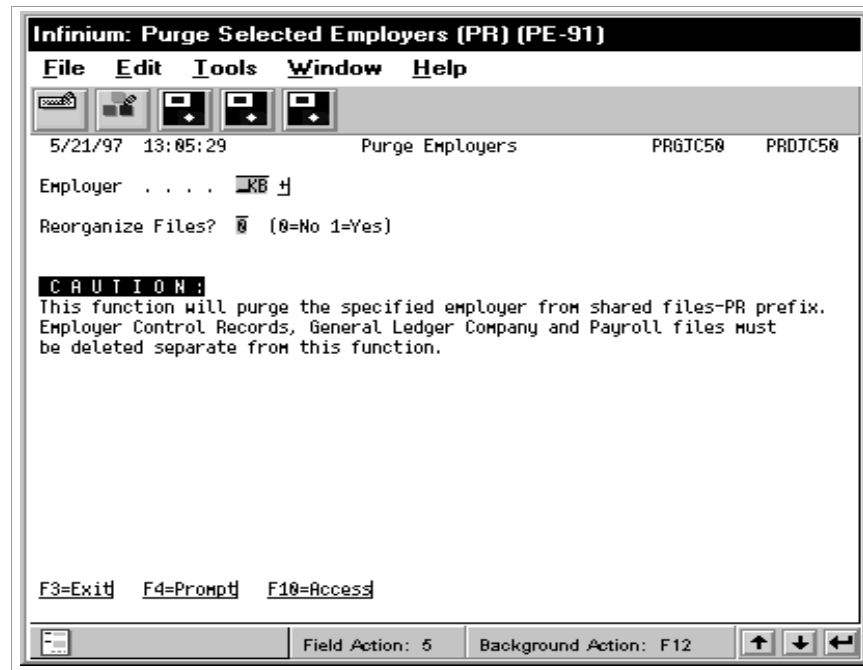 Infinium: Purge Selected Employers (PR) (PE-91)
File Edit Tools Window Help
5/21/97 13:05:29 Purge Employers PRGJC50 PRDJC50
Employer . . . . _KB +
Reorganize Files? 0 (0=No 1=Yes)
C A U T I O N :
This function will purge the specified employer from shared files-PR prefix.
Employer Control Records, General Ledger Company and Payroll files must
be deleted separate from this function.
F3=Exit F4=Prompt F10=Access
Field Action: 5 Background Action: F12